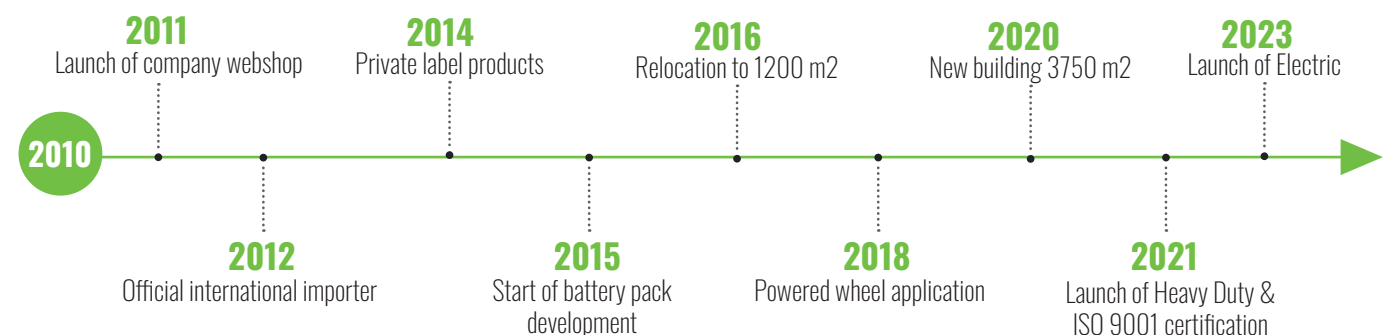 2011
Launch of company webshop
2014
Private label products
2016
Relocation to 1200 m2
2020
New building 3750 m2
2023
Launch of Electric
2010
2012
Official international importer
2015
Start of battery pack
development
2018
Powered wheel application
2021
Launch of Heavy Duty &
ISO 9001 certification